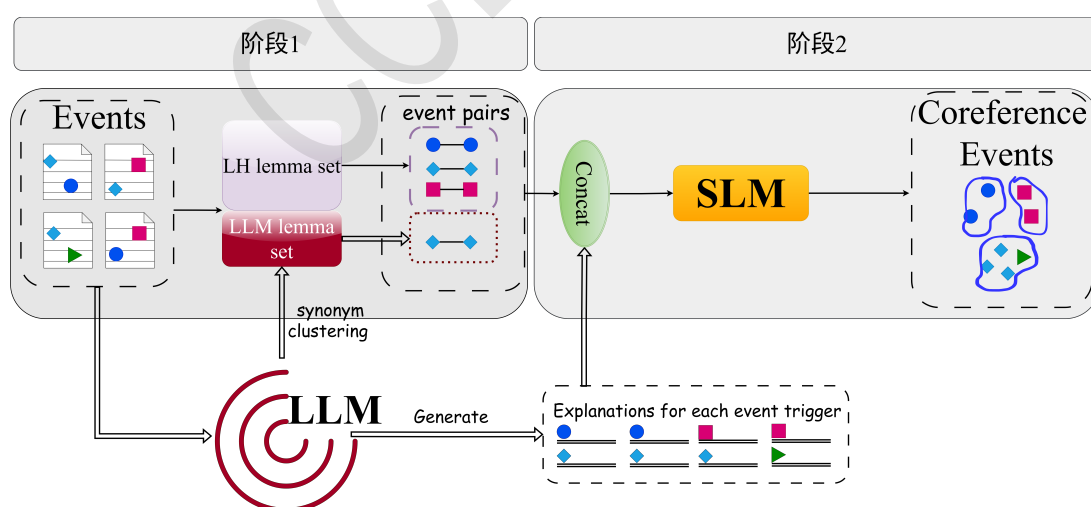 阶段1
阶段2
Events
event pairs
LH lemma set
LLM lemma
set
Concat
SLM
Coreference
Events
synonym
clustering
LLM
Generate
Explanations for each event trigger